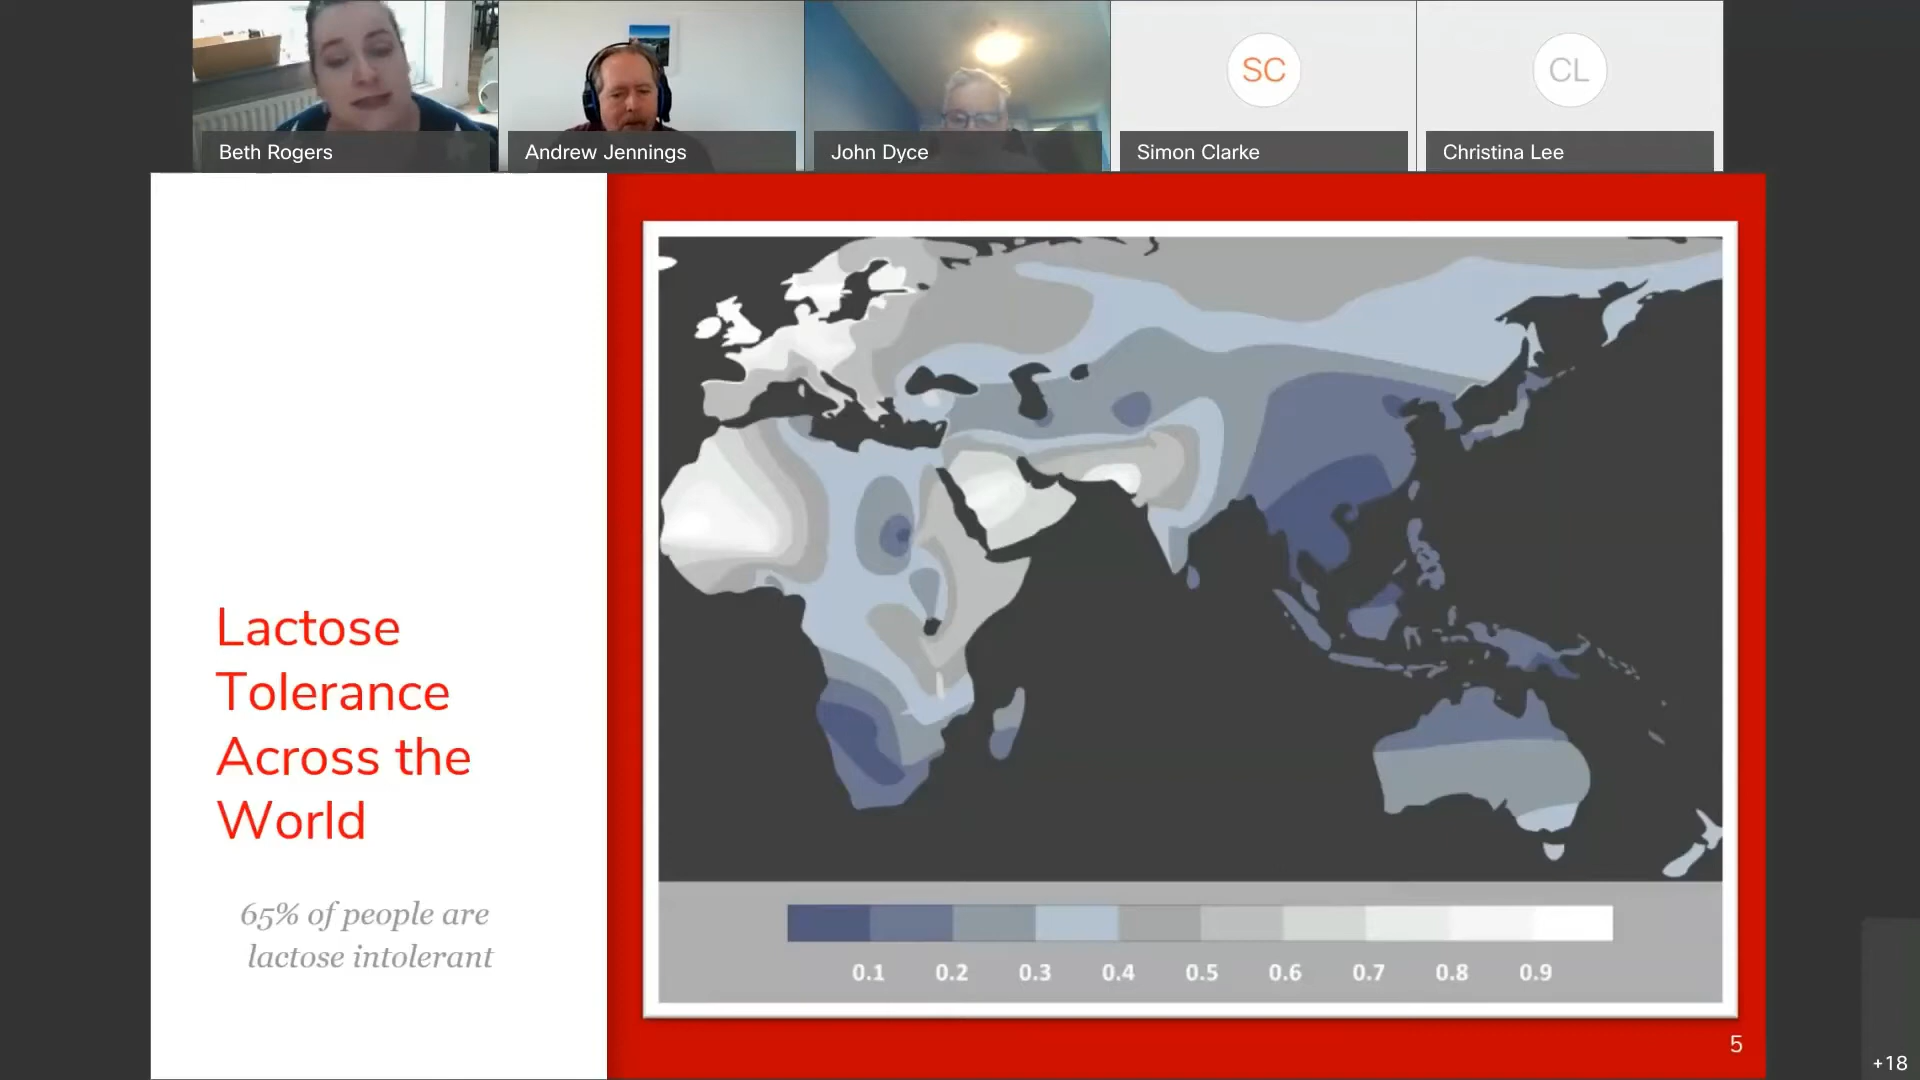 Beth Rogers
Andrew Jennings
John Dyce
SC
Simon Clarke
CL
Christina Lee
Lactose
Tolerance
Across the
World
65% of people are
lactose intolerant
0.1 0.2 0.3 0.4 0.5 0.6 0.7 0.8 0.9
5
+18